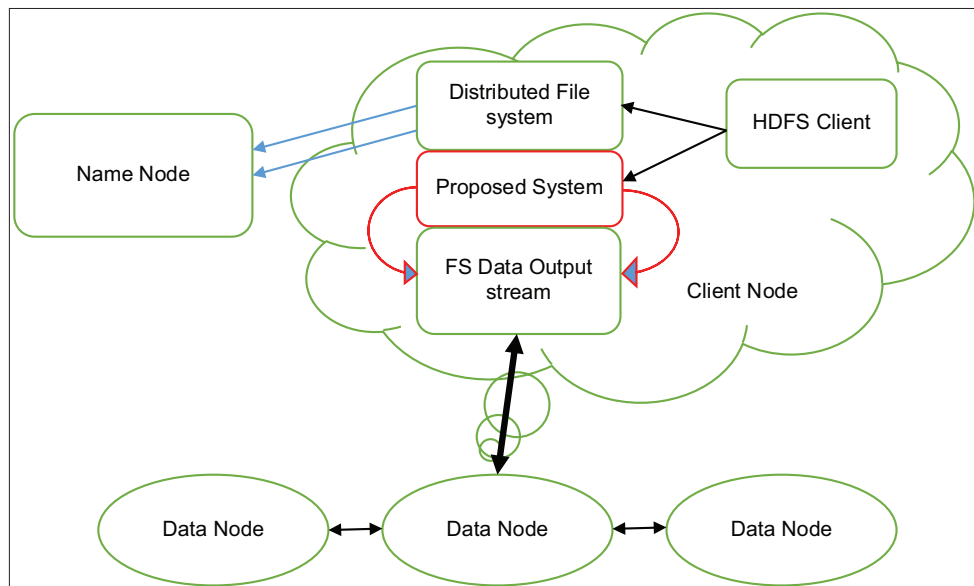 Distributed File
system
HDFS Client
Name Node
Proposed System
FS Data Output
stream
Client Node
Data Node
Data Node
Data Node